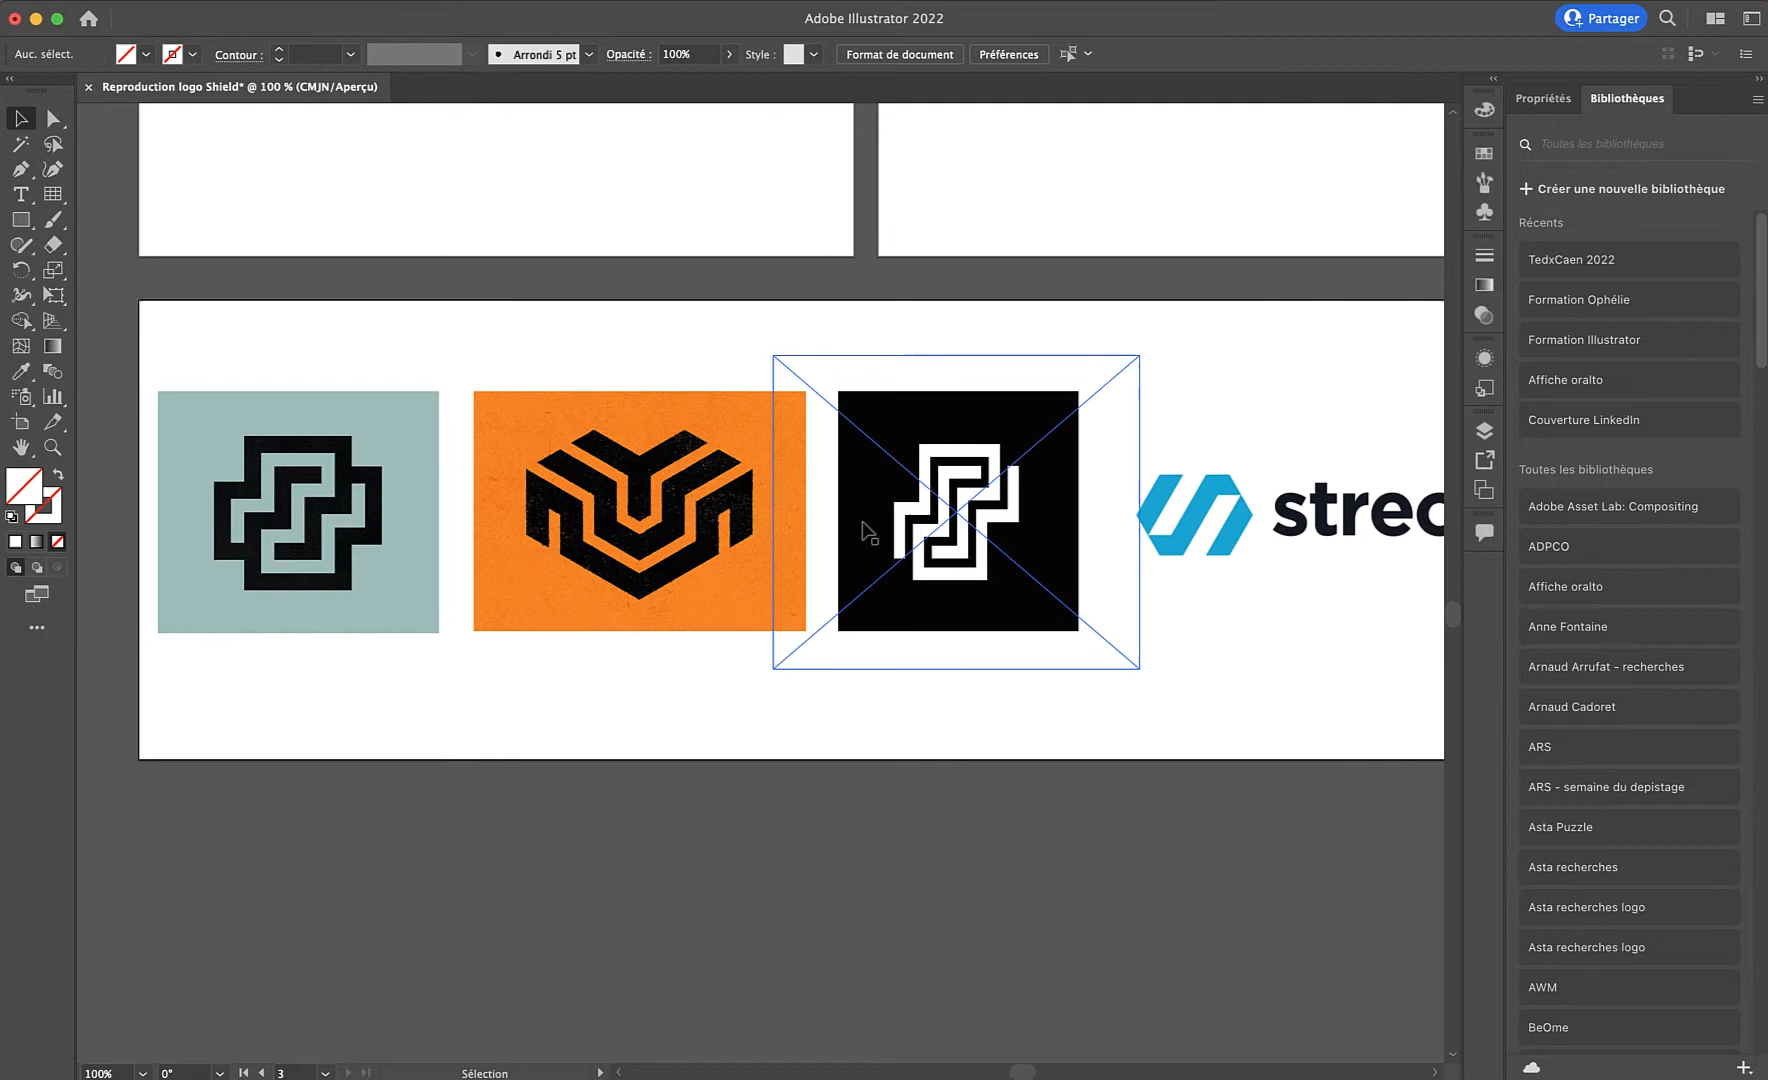 Adobe Illustrator 2022
Partager
Auc. sélect.
Contour :
Arrondi 5 pt
Opacité :
100%
Style :
Format de document
Préférences
Reproduction logo Shield* @ 100 % (CMJN/Aperçu)
Propriétés
Bibliothèques
Toutes les bibliothèques
Créer une nouvelle bibliothèque
Récents
TedxCaen 2022
Formation Ophélie
Formation Illustrator
Affiche oralto
Couverture LinkedIn
Toutes les bibliothèques
Adobe Asset Lab: Compositing
ADPCO
Affiche oralto
Anne Fontaine
Arnaud Arrufat - recherches
Arnaud Cadoret
ARS
ARS - semaine du depistage
Asta Puzzle
Asta recherches
Asta recherches logo
Asta recherches logo
AWM
BeOme
strec
100%
0°
3
Sélection